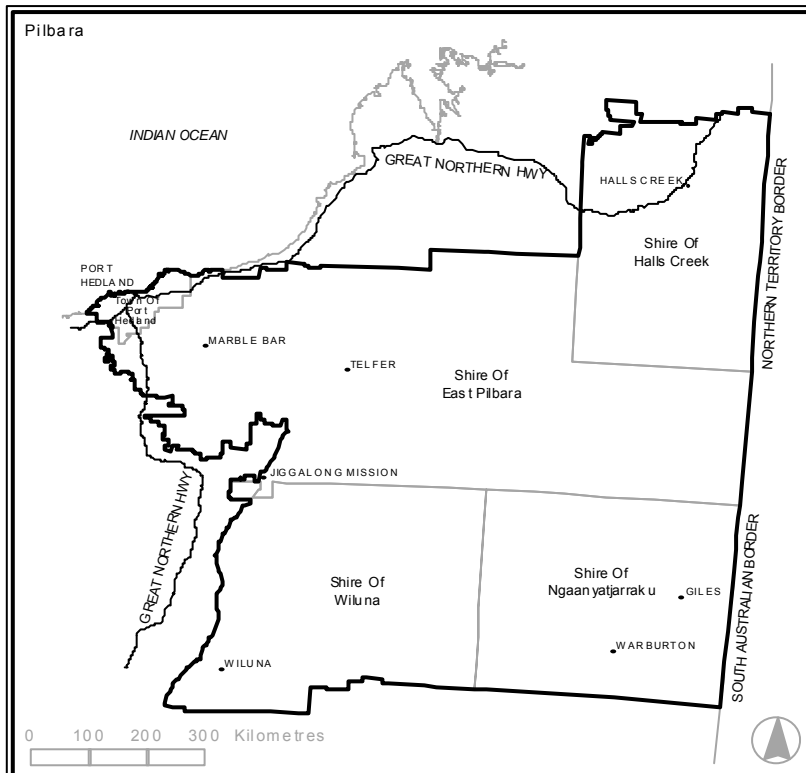 Pilbara
INDIAN OCEAN
GREAT NORTHERN HWY
HALLS CREEK
Shire Of
Halls Creek
NORTHERN TERRITORY BORDER
PORT
HEDLAND
Town Of
Port
Hedland
MARBLE BAR
TELFER
Shire Of
East Pilbara
JIGGALONG MISSION
GREAT NORTHERN HWY
Shire Of
Wiluna
Shire Of
Ngaanyatjarraku
GILES
WARBURTON
SOUTH AUSTRALIAN BORDER
WILUNA
0 100 200 300 Kilometres